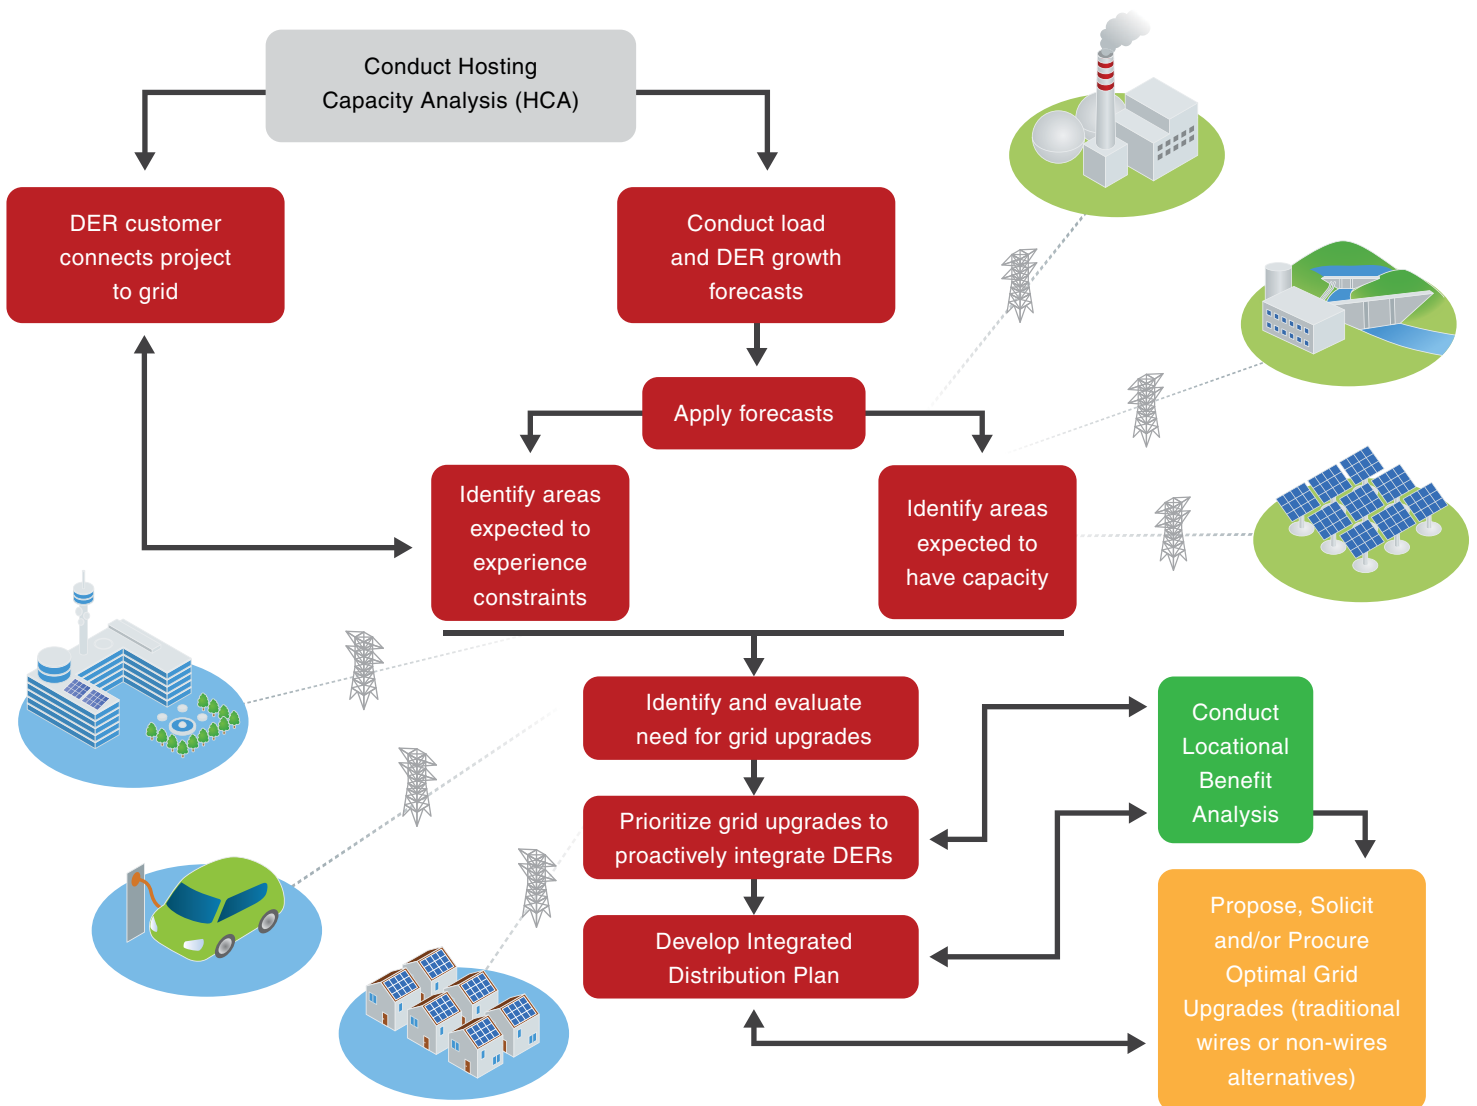 Conduct Hosting
Capacity Analysis (HCA)
DER customer
connects project
to grid
Conduct load
and DER growth
forecasts
Apply forecasts
Identify areas
expected to
experience
constraints
Identify areas
expected to
have capacity
Identify and evaluate
need for grid upgrades
Prioritize grid upgrades to
proactively integrate DERs
Develop Integrated
Distribution Plan
Conduct
Locational
Benefit
Analysis
Propose, Solicit
and/or Procure
Optimal Grid
Upgrades (traditional
wires or non-wires
alternatives)